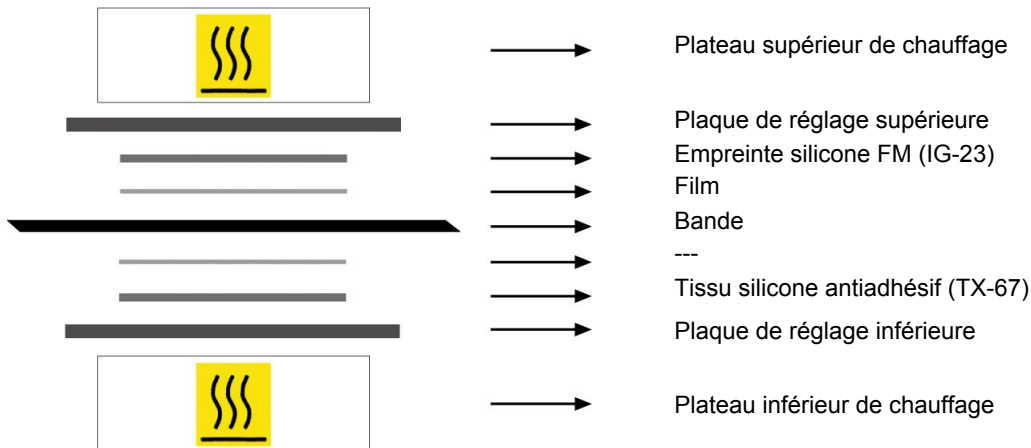 Plateau supérieur de chauffage
Plaque de réglage supérieure
Empreinte silicone FM (IG-23)
Film
Bande
---
Tissu silicone antiadhésif (TX-67)
Plaque de réglage inférieure
Plateau inférieur de chauffage